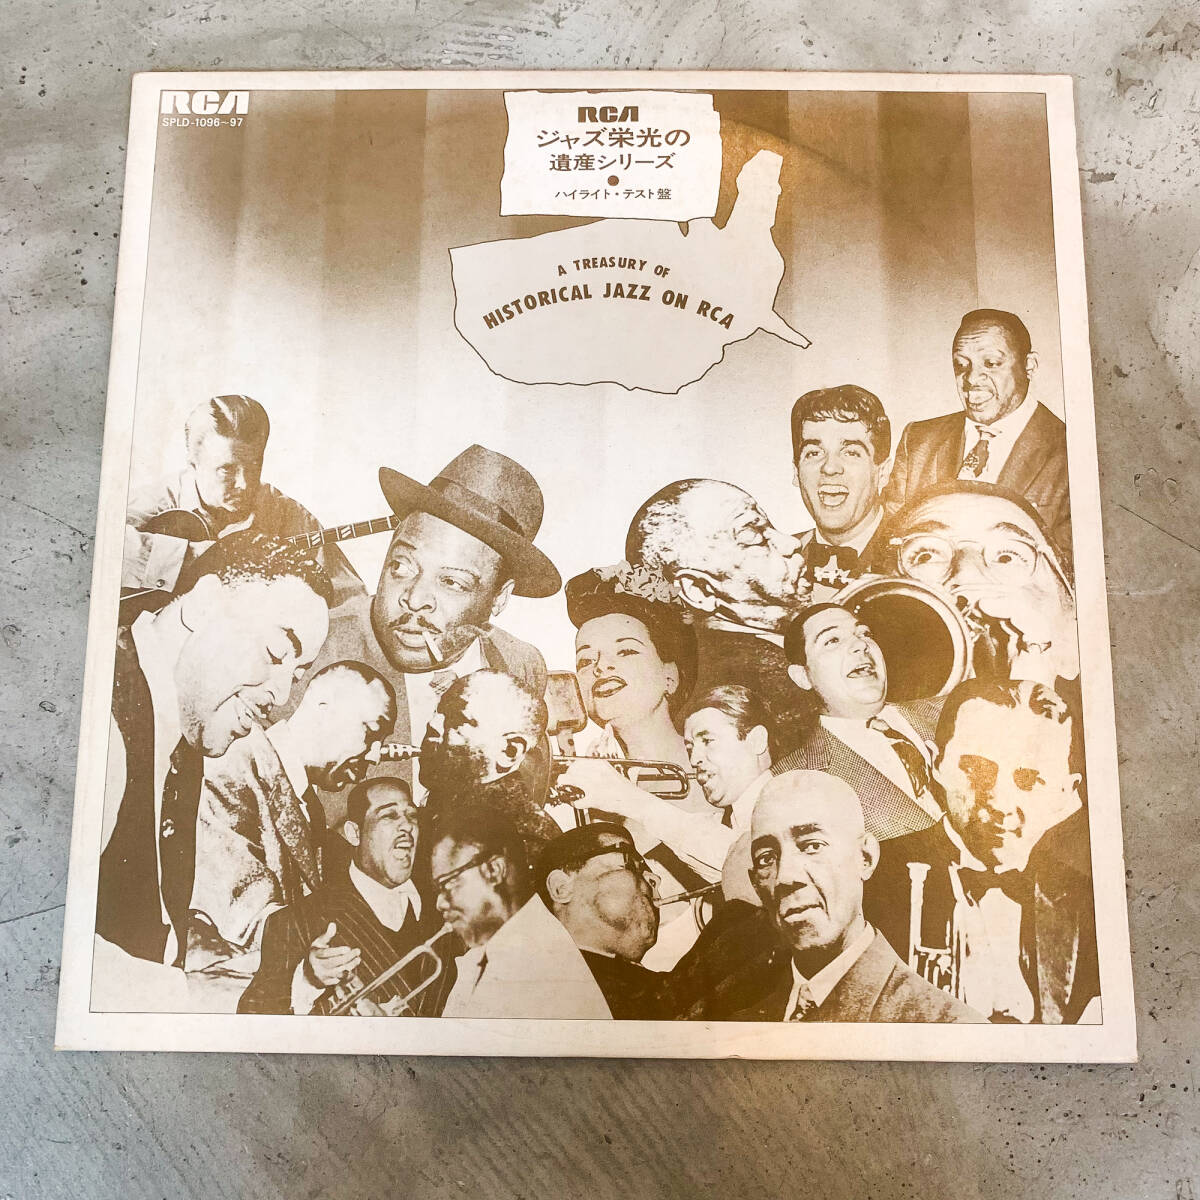 RCA
SPLD-1096~97
RCA
ジャズ栄光の
遺産シリーズ
●
ハイライト・テスト盤
A TREASURY OF
HISTORICAL JAZZ ON RCA